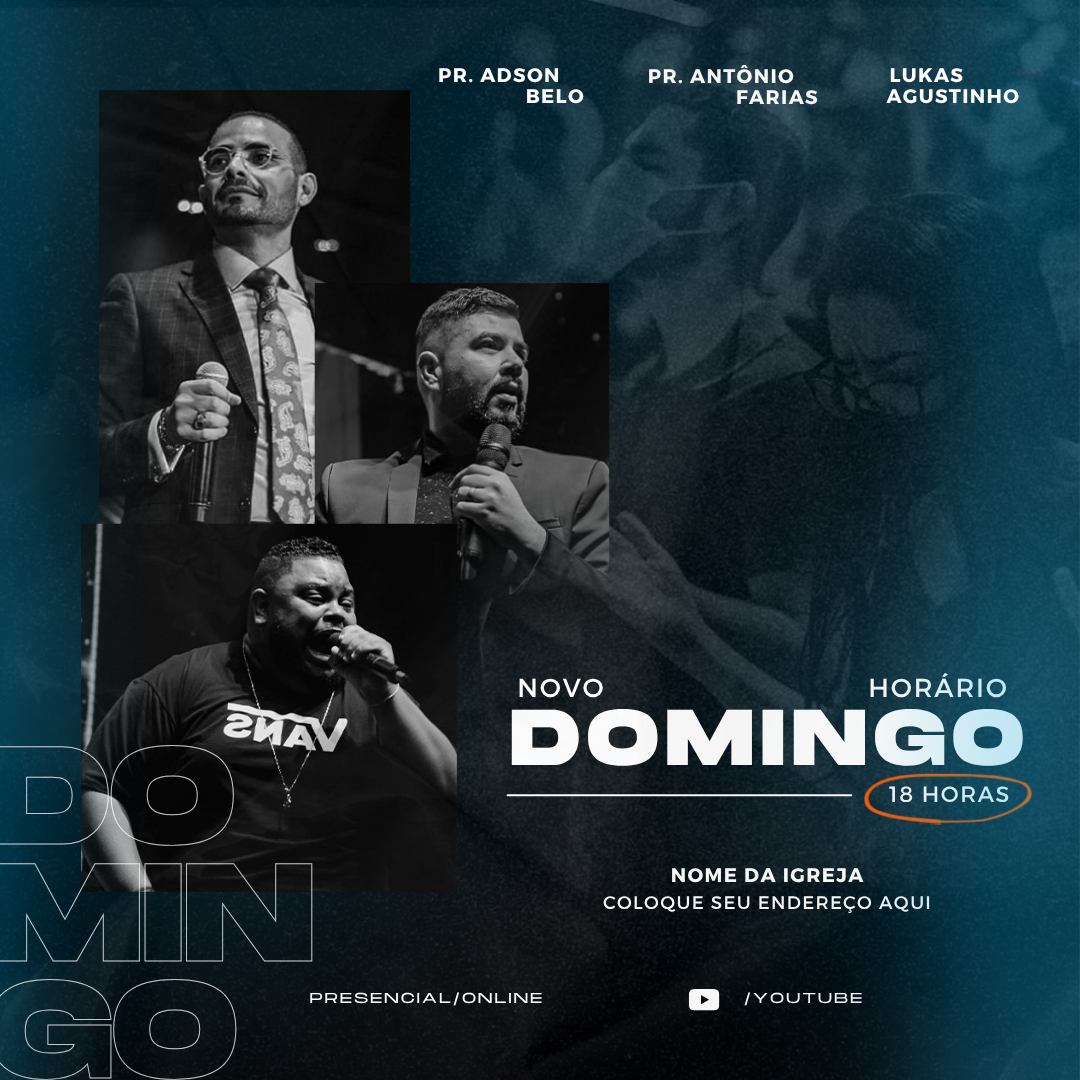 PR. ADSON
BELO
PR. ANTÔNIO
FARIAS
LUKAS
AGUSTINHO
VANS
NOVO HORÁRIO
DOMINGO
18 HORAS
NOME DA IGREJA
COLOQUE SEU ENDEREÇO AQUI
DO
MIN
GO
PRESENCIAL/ONLINE
/YOUTUBE